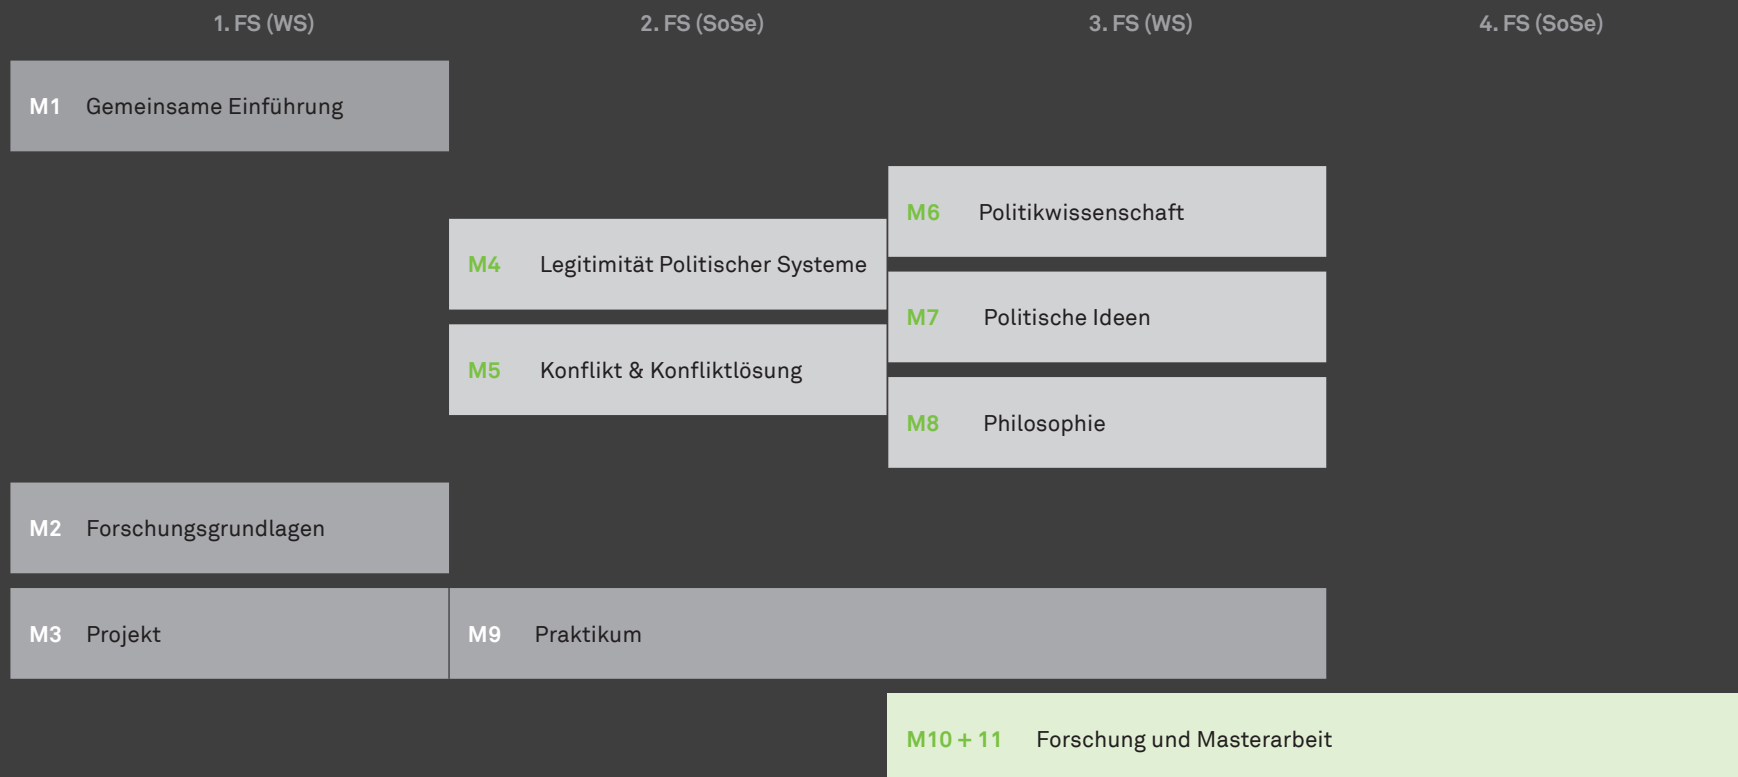 1. FS (WS)
2. FS (SoSe)
3. FS (WS)
4. FS (SoSe)
M1 Gemeinsame Einführung
M6 Politikwissenschaft
M4 Legitimität Politischer Systeme
M7 Politische Ideen
M5 Konflikt & Konfliktlösung
M8 Philosophie
M2 Forschungsgrundlagen
M3 Projekt
M9 Praktikum
M10 + 11 Forschung und Masterarbeit